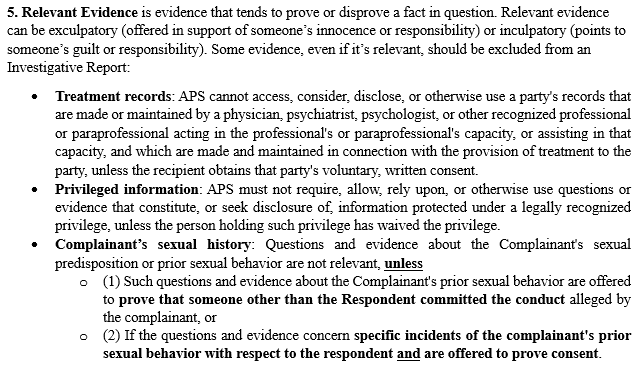 5. Relevant Evidence is evidence that tends to prove or disprove a fact in question. Relevant evidence
can be exculpatory (offered in support of someone's innocence or responsibility) or inculpatory (points to
someone's guilt or responsibility). Some evidence, even if it's relevant, should be excluded from an
Investigative Report:
• Treatment records: APS cannot access, consider, disclose, or otherwise use a party's records that
are made or maintained by a physician, psychiatrist, psychologist, or other recognized professional
or paraprofessional acting in the professional's or paraprofessional's capacity, or assisting in that
capacity, and which are made and maintained in connection with the provision of treatment to the
party, unless the recipient obtains that party's voluntary, written consent.
• Privileged information: APS must not require, allow, rely upon, or otherwise use questions or
evidence that constitute, or seek disclosure of, information protected under a legally recognized
privilege, unless the person holding such privilege has waived the privilege.
• Complainant's sexual history: Questions and evidence about the Complainant's sexual
predisposition or prior sexual behavior are not relevant, unless
o (1) Such questions and evidence about the Complainant's prior sexual behavior are offered
to prove that someone other than the Respondent committed the conduct alleged by
the complainant, or
o (2) If the questions and evidence concern specific incidents of the complainant's prior
sexual behavior with respect to the respondent and are offered to prove consent.